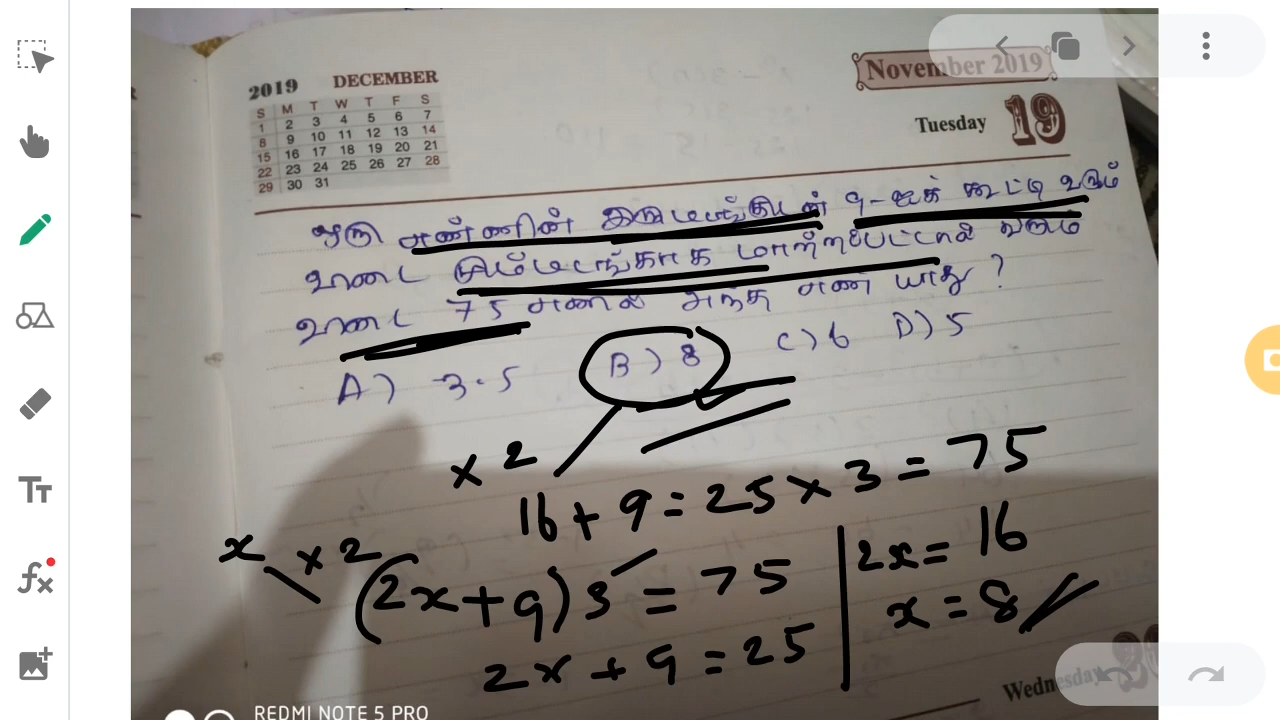 2019 DECEMBER
S M T W T F S
1 2 3 4 5 6 7
8 9 10 11 12 13 14
15 16 17 18 19 20 21
22 23 24 25 26 27 28
29 30 31
November 2019
Tuesday 19
ஒரு எண்ணின் இருமடங்குடன் 9-ஐக் கூட்டி வரும்
விடை மும்மடங்காக மாற்றப்பட்டால் வரும்
விடை 75 எனில் அந்த எண் யாது ?
A) 3.5 B) 8 C) 6 D) 5
x 2
16 + 9 = 25 x 3 = 75
x x 2
(2x+9) 3 = 75
2x + 9 = 25
2x = 16
x = 8
Wednesday
REDMI NOTE 5 PRO
Tт
fx